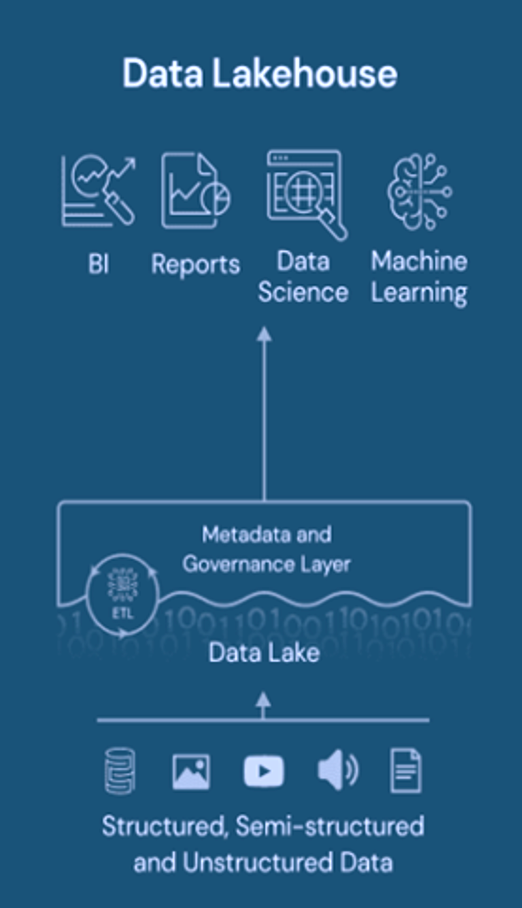 Data Lakehouse
BI
Reports
Data
Science
Machine
Learning
Metadata and
Governance Layer
ETL
Data Lake
Structured, Semi-structured
and Unstructured Data